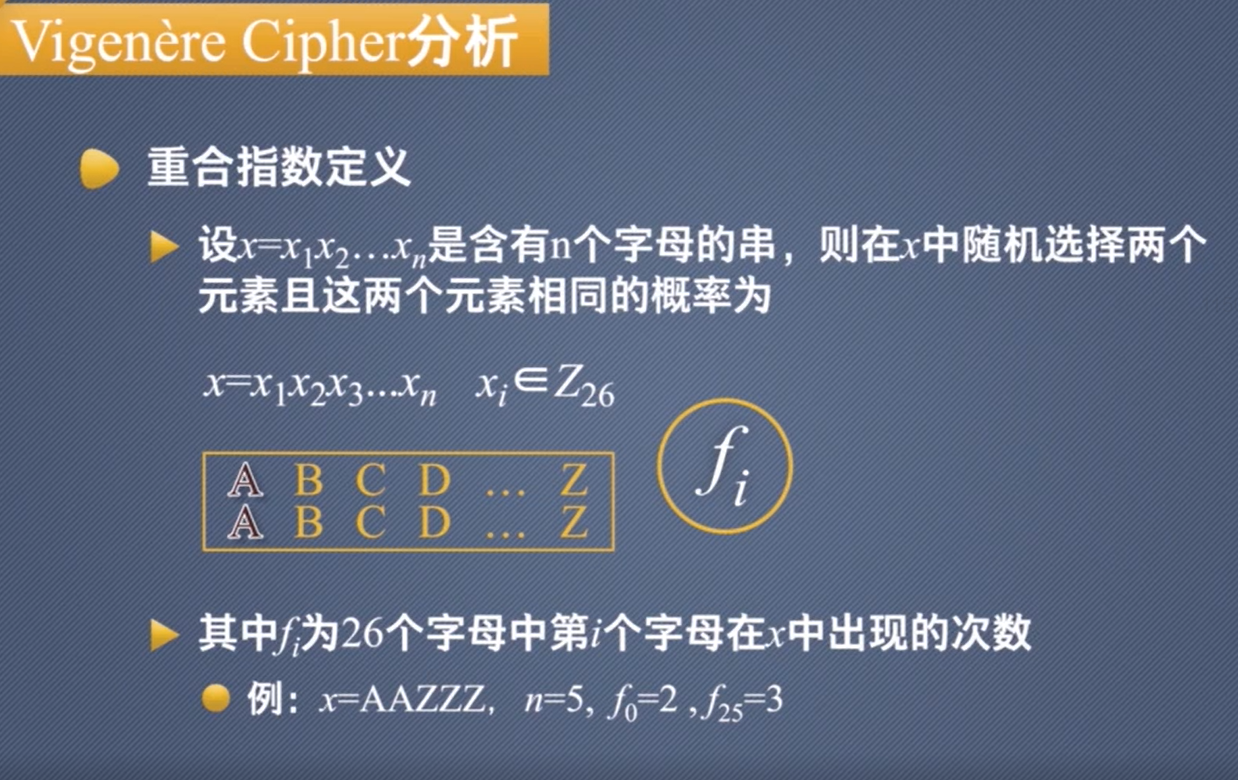 Vigenère Cipher分析
重合指数定义
设x=x₁x₂…xₙ是含有n个字母的串，则在x中随机选择两个
元素且这两个元素相同的概率为
x=x₁x₂x₃...xₙ xᵢ∈Z₂₆
A B C D … Z
A B C D … Z
fᵢ
其中fᵢ为26个字母中第i个字母在x中出现的次数
例：x=AAZZZ, n=5, f₀=2 ,f₂₅=3